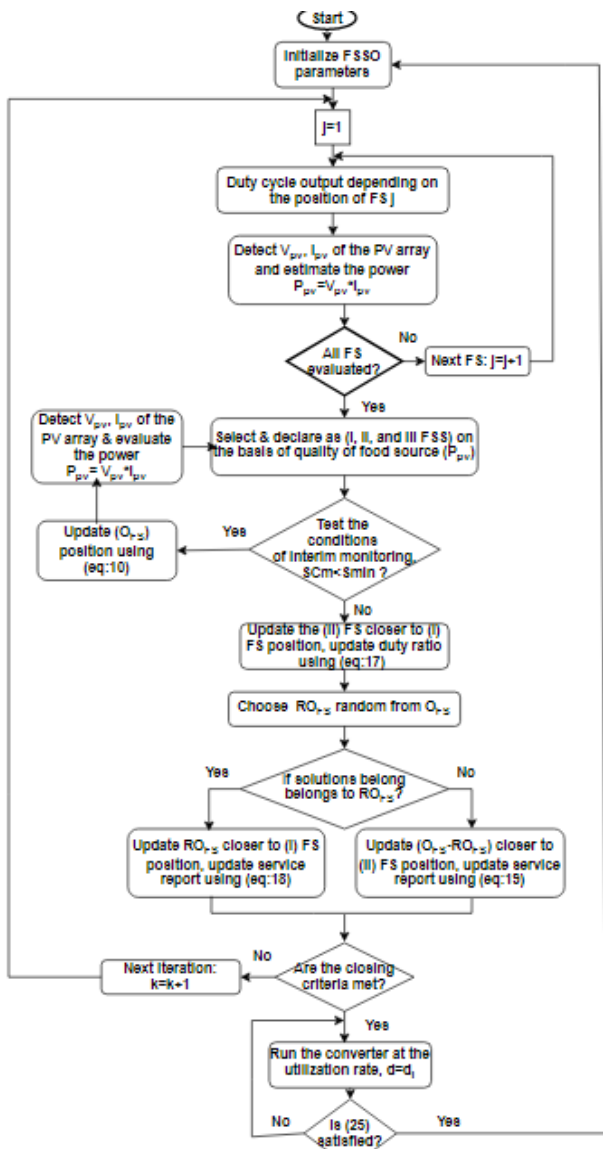 Start
Initialize FSSO
parameters
j=1
Duty cycle output depending on
the position of FS j
Detect Vpv, Ipv of the PV array
and estimate the power
Ppv=Vpv*Ipv
All FS
evaluated?
No
Next FS: j=j+1
Yes
Detect Vpv, Ipv of the
PV array & evaluate
the power
Ppv= Vpv*Ipv
Select & declare as (I, II, and III FSS) on
the basis of quality of food source (Ppv)
Test the
conditions
of interim monitoring,
SCm<Smin ?
Yes
Update (OFS)
position using
(eq:10)
No
Update the (II) FS closer to (I)
FS position, update duty ratio
using (eq:17)
Choose ROFS random from OFS
If solutions belong
belongs to ROFS?
Yes
No
Update ROFS closer to (I) FS
position, update service
report using (eq:18)
Update (OFS-ROFS) closer to
(II) FS position, update service
report using (eq:19)
Are the closing
criteria met?
No
Next iteration:
k=k+1
Yes
Run the converter at the
utilization rate, d=dI
Is (25)
satisfied?
No
Yes